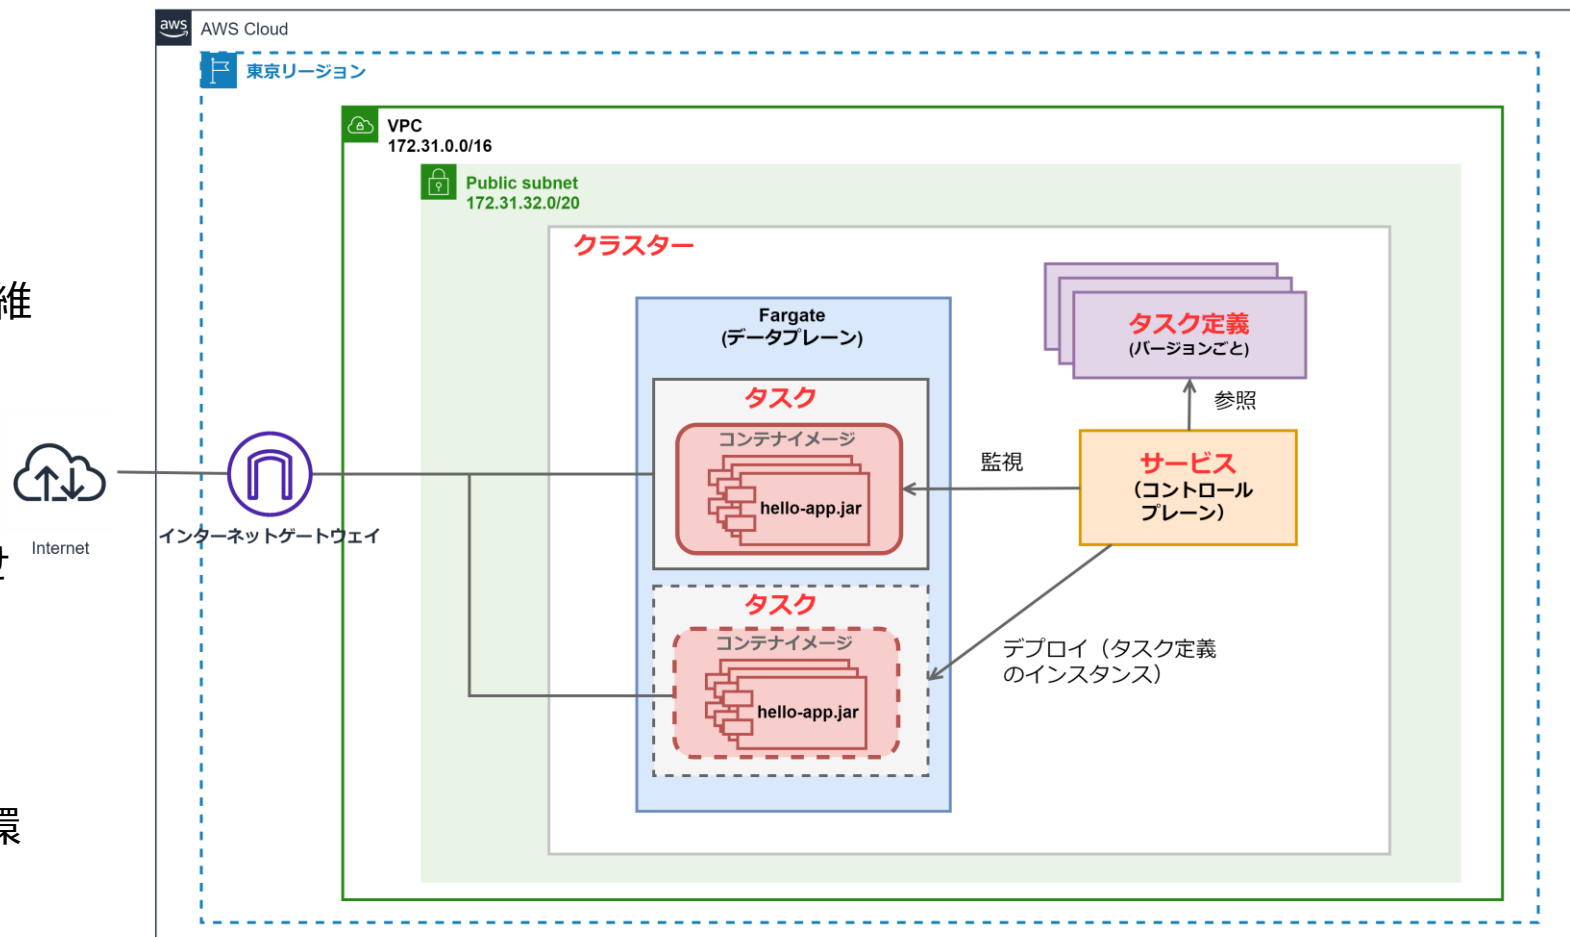 aws
AWS Cloud
東京リージョン
VPC
172.31.0.0/16
Public subnet
172.31.32.0/20
クラスター
維
Fargate
(データプレーン)
タスク定義
(バージョンごと)
参照
タスク
コンテナイメージ
hello-app.jar
監視
サービス
（コントロール
プレーン）
インターネットゲートウェイ
Internet
せ
タスク
コンテナイメージ
hello-app.jar
デプロイ（タスク定義
のインスタンス）
環